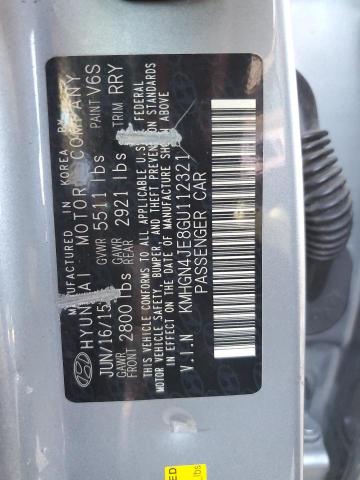 MANUFACTURED IN KOREA BY
HYUNDAI MOTOR COMPANY
JUN/16/15 GVWR 5511 lbs PAINT V6S
GAWR FRONT 2800 lbs GAWR REAR 2921 lbs TRIM RRY
THIS VEHICLE CONFORMS TO ALL APPLICABLE U.S. FEDERAL
MOTOR VEHICLE SAFETY, BUMPER, AND THEFT PREVENTION STANDARDS
IN EFFECT ON THE DATE OF MANUFACTURE SHOWN ABOVE
V.I.N KMHGN4JE8GU112321
PASSENGER CAR
lbs